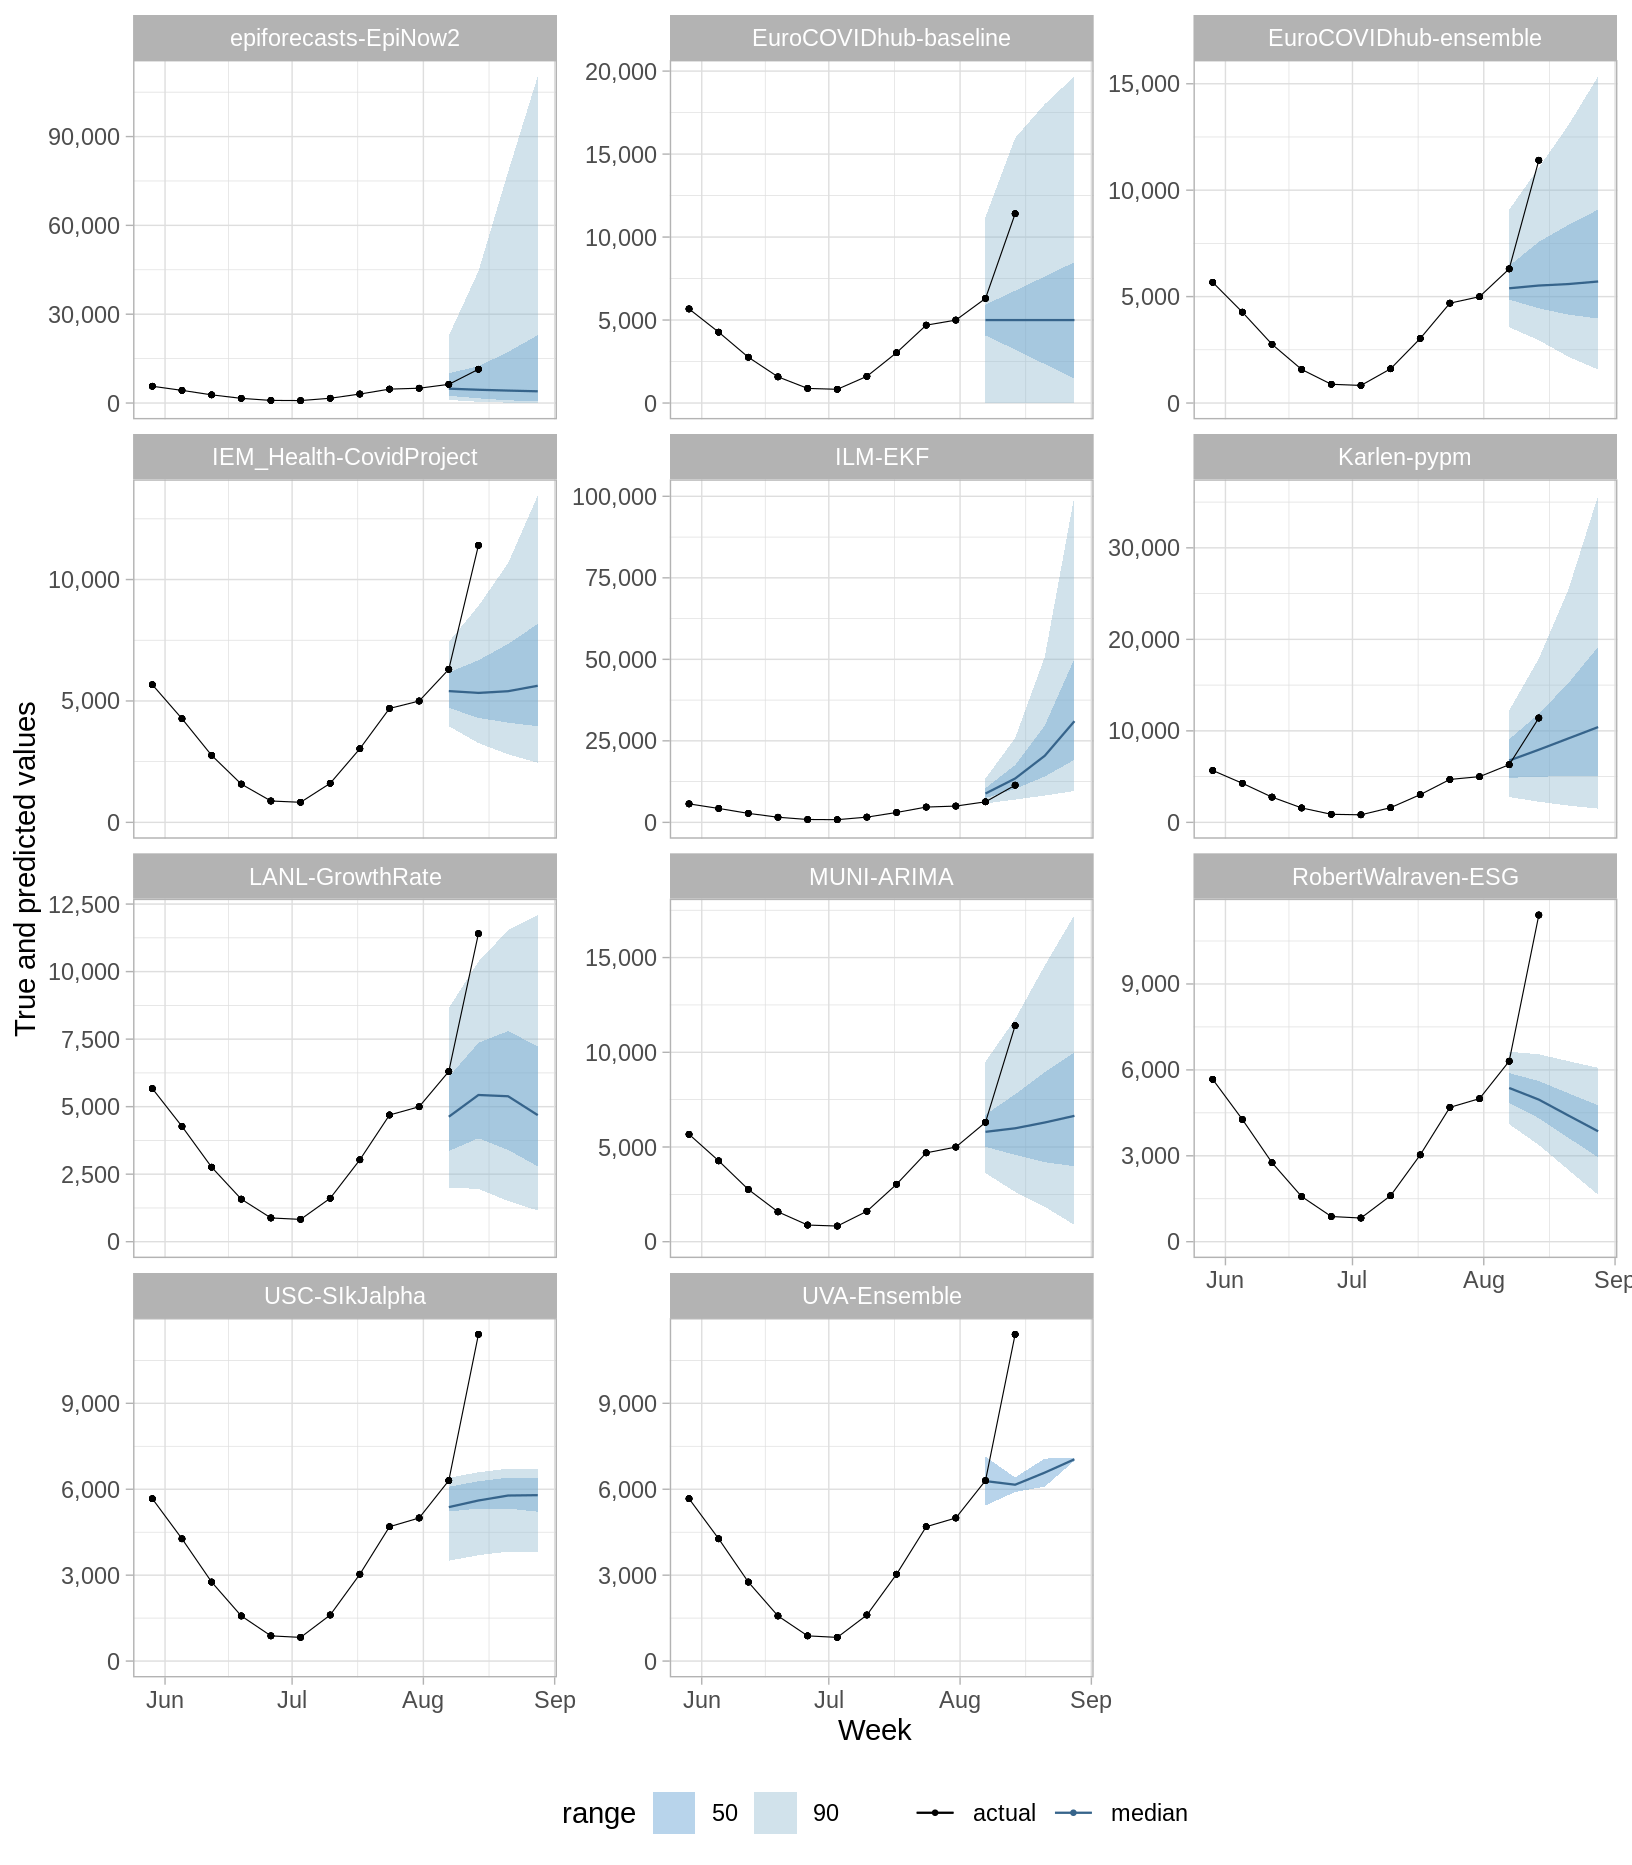 epiforecasts-EpiNow2
EuroCOVIDhub-baseline
EuroCOVIDhub-ensemble
90,000
60,000
30,000
0
20,000
15,000
10,000
5,000
0
15,000
10,000
5,000
0
IEM_Health-CovidProject
ILM-EKF
Karlen-pypm
10,000
5,000
0
100,000
75,000
50,000
25,000
0
30,000
20,000
10,000
0
True and predicted values
LANL-GrowthRate
MUNI-ARIMA
RobertWalraven-ESG
12,500
10,000
7,500
5,000
2,500
0
15,000
10,000
5,000
0
9,000
6,000
3,000
0
Jun Jul Aug Sep
USC-SIkJalpha
UVA-Ensemble
9,000
6,000
3,000
0
9,000
6,000
3,000
0
Jun Jul Aug Sep
Jun Jul Aug Sep
Week
range 50 90 actual median